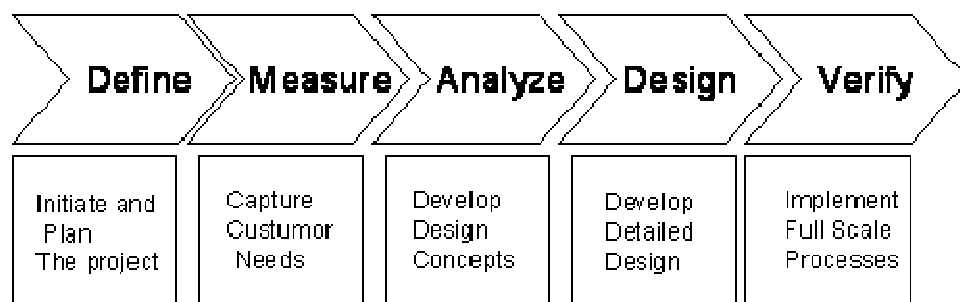 Define
Measure
Analyze
Design
Verify
Initiate and
Plan
The project
Capture
Custumor
Needs
Develop
Design
Concepts
Develop
Detailed
Design
Implement
Full Scale
Processes